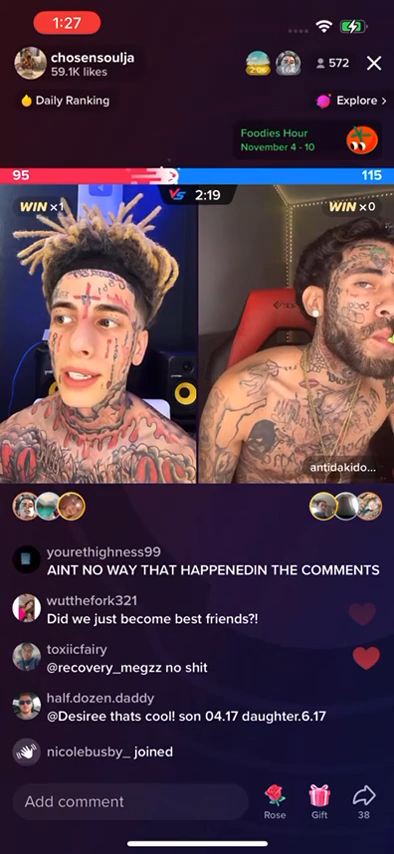 1:27
chosensoulja
59.1K likes
572
Daily Ranking
Explore >
Foodies Hour
November 4 - 10
95
115
VS 2:19
WIN x1
WIN x0
antidakido...
yourethighness99
AINT NO WAY THAT HAPPENEDIN THE COMMENTS
wutthefork321
Did we just become best friends?!
toxiicfairy
@recovery_megzz no shit
half.dozen.daddy
@Desiree thats cool! son 04.17 daughter.6.17
nicolebusby_ joined
Add comment
Rose
Gift
38